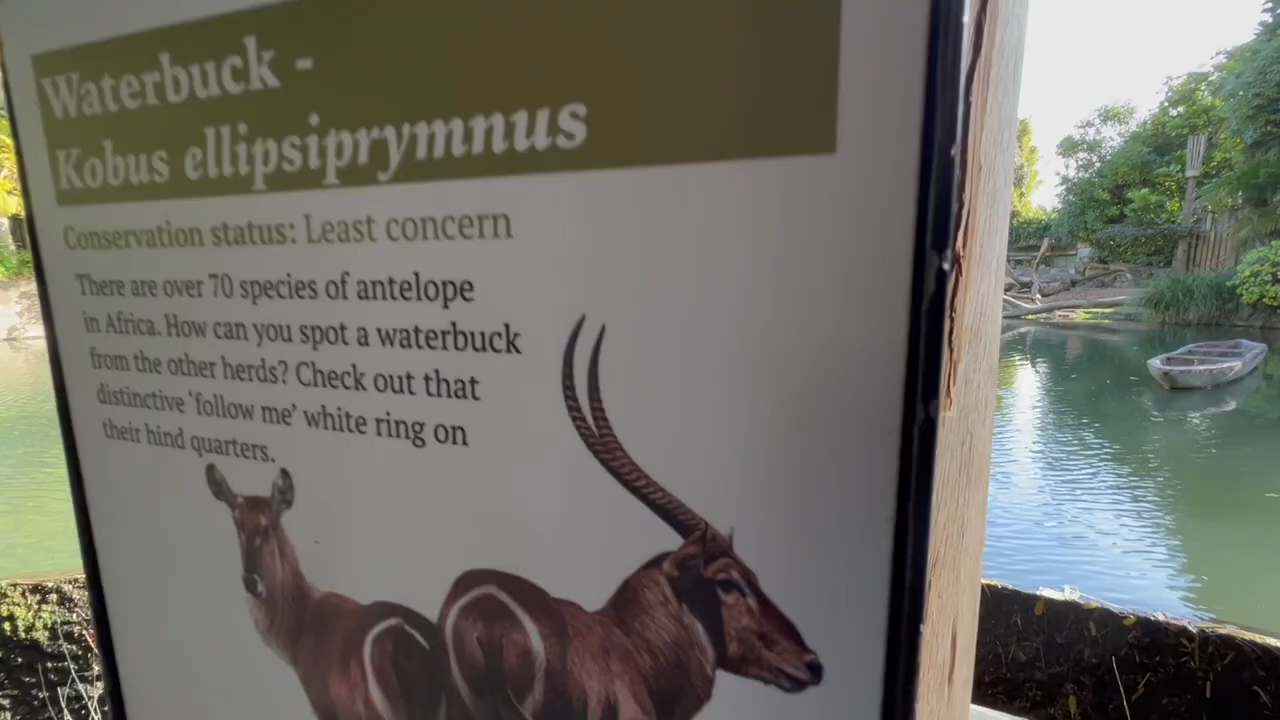 Waterbuck -
Kobus ellipsiprymnus
Conservation status: Least concern
There are over 70 species of antelope
in Africa. How can you spot a waterbuck
from the other herds? Check out that
distinctive ‘follow me’ white ring on
their hind quarters.